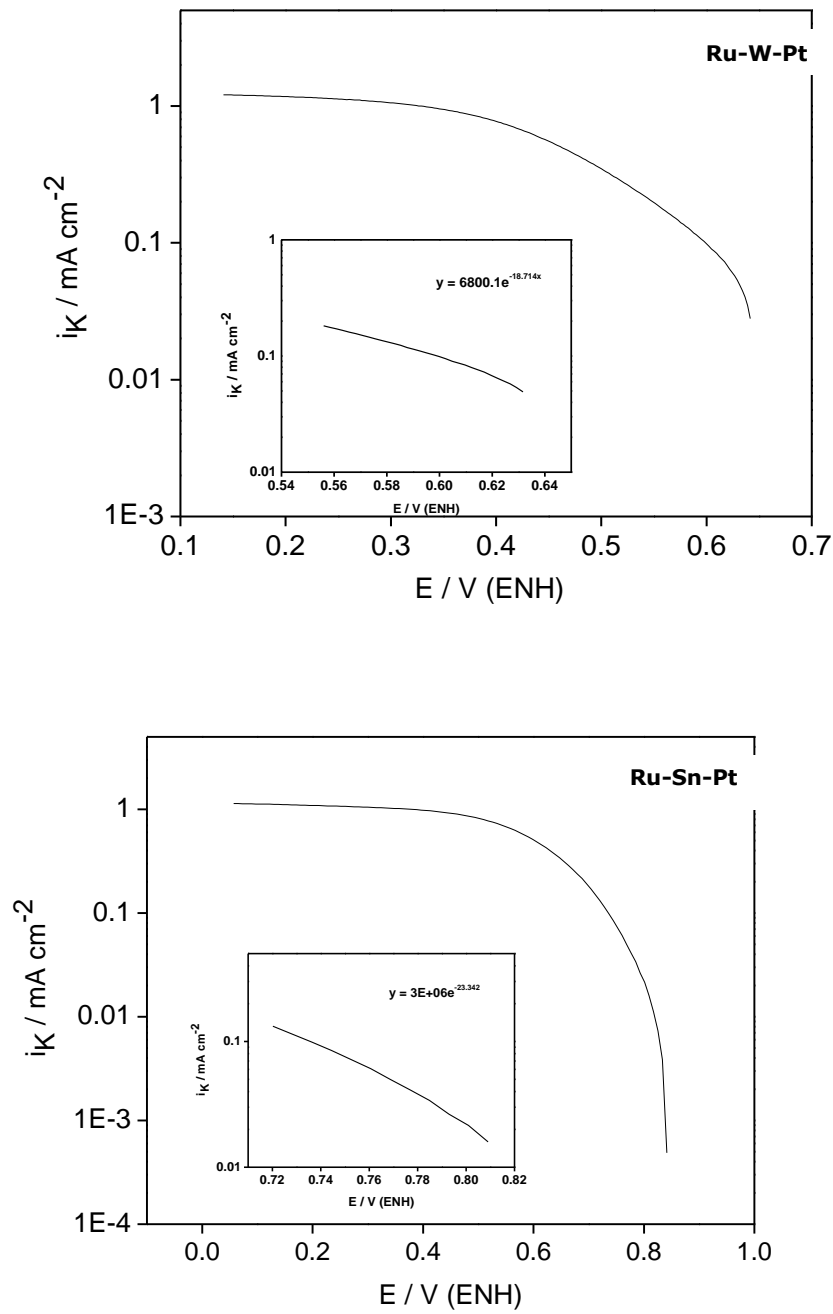 Ru-W-Pt
1
0.1
0.01
1E-3
iK / mA cm-2
0.1 0.2 0.3 0.4 0.5 0.6 0.7
E / V (ENH)
y = 6800.1e-18.714x
1
0.1
0.01
iK / mA cm-2
0.54 0.56 0.58 0.60 0.62 0.64
E / V (ENH)
Ru-Sn-Pt
1
0.1
0.01
1E-3
1E-4
iK / mA cm-2
0.0 0.2 0.4 0.6 0.8 1.0
E / V (ENH)
y = 3E+06e-23.342
0.1
0.01
iK / mA cm-2
0.72 0.74 0.76 0.78 0.80 0.82
E / V (ENH)